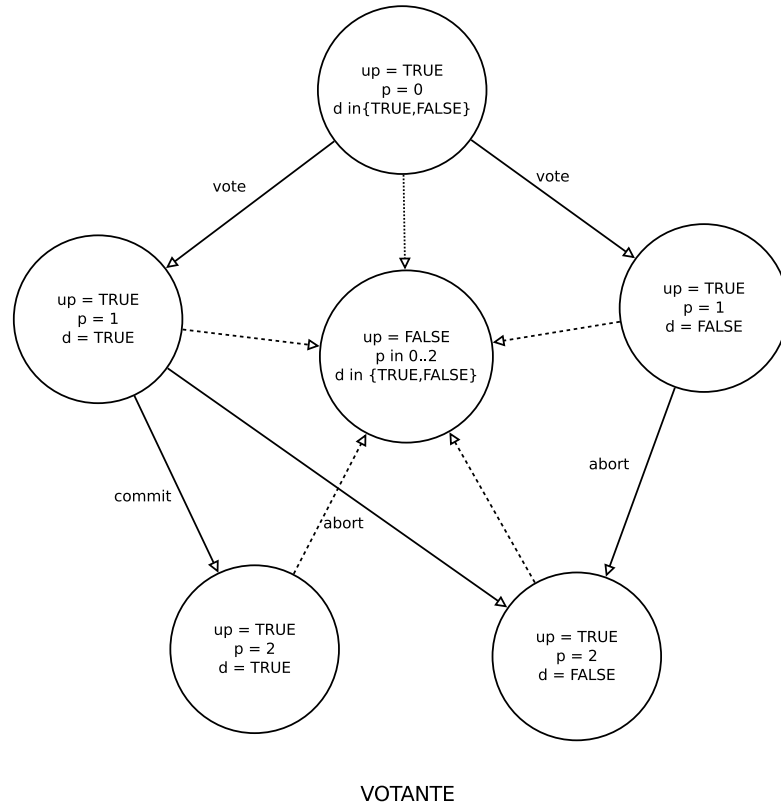 up = TRUE
p = 0
d in{TRUE,FALSE}
vote
vote
up = TRUE
p = 1
d = TRUE
up = FALSE
p in 0..2
d in {TRUE,FALSE}
up = TRUE
p = 1
d = FALSE
commit
abort
abort
up = TRUE
p = 2
d = TRUE
up = TRUE
p = 2
d = FALSE
VOTANTE